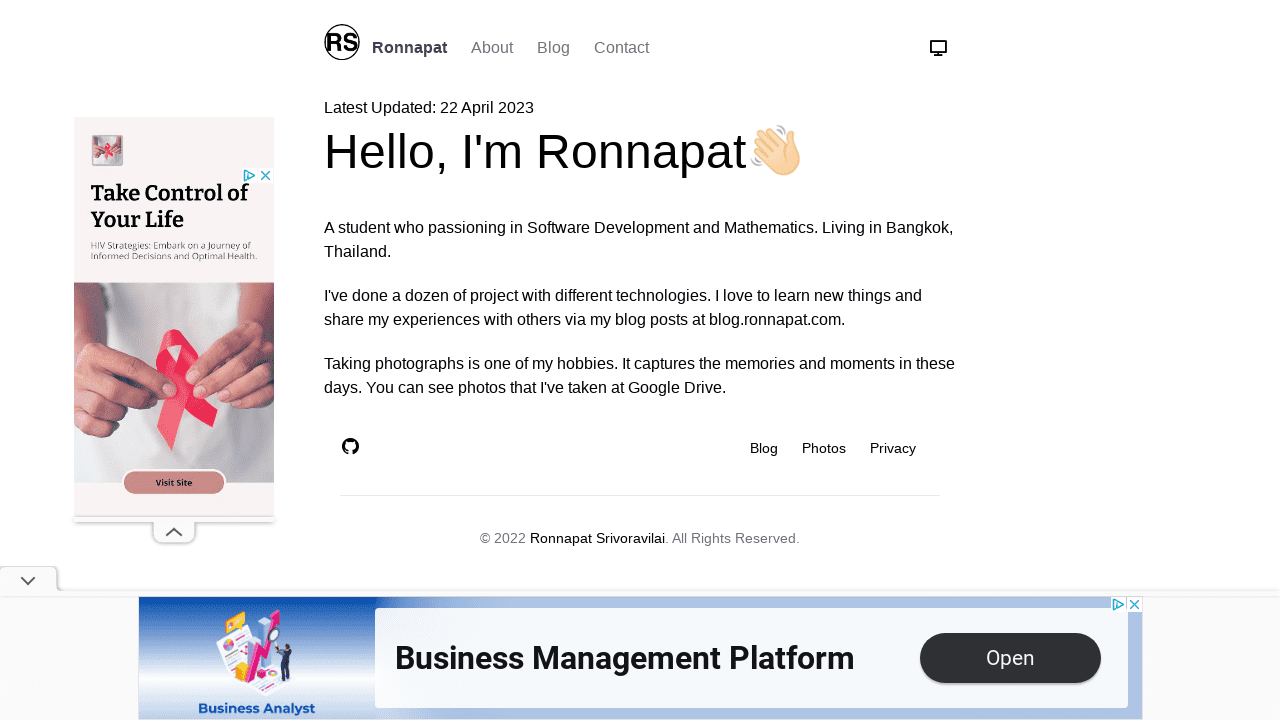 RS
Ronnapat
About
Blog
Contact
Latest Updated: 22 April 2023
Hello, I'm Ronnapat
A student who passioning in Software Development and Mathematics. Living in Bangkok,
Thailand.
I've done a dozen of project with different technologies. I love to learn new things and
share my experiences with others via my blog posts at blog.ronnapat.com.
Taking photographs is one of my hobbies. It captures the memories and moments in these
days. You can see photos that I've taken at Google Drive.
Blog
Photos
Privacy
© 2022 Ronnapat Srivoravilai. All Rights Reserved.
Take Control of
Your Life
HIV Strategies: Embark on a Journey of
Informed Decisions and Optimal Health.
Visit Site
Business Analyst
Business Management Platform
Open